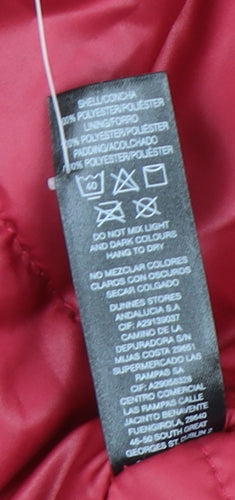 SHELL/CONCHA
100% POLYESTER/POLIÉSTER
LINING/FORRO
100% POLYESTER/POLIÉSTER
PADDING/ACOLCHADO
100% POLYESTER/POLIÉSTER
40
DO NOT MIX LIGHT
AND DARK COLOURS
HANG TO DRY
NO MEZCLAR COLORES
CLAROS CON OSCUROS
SECAR COLGADO
DUNNES STORES
ANDALUCIA S.A
CIF: A29139037
CAMINO DE LA
DEPURADORA S/N
MIJAS COSTA 29651
SUPERMERCADO LAS
RAMPAS SA
CIF: A29058328
CENTRO COMERCIAL
LAS RAMPAS CALLE
JACINTO BENAVENTE
FUENGIROLA, 29640
46-50 SOUTH GREAT
GEORGES ST. DUBLIN 2